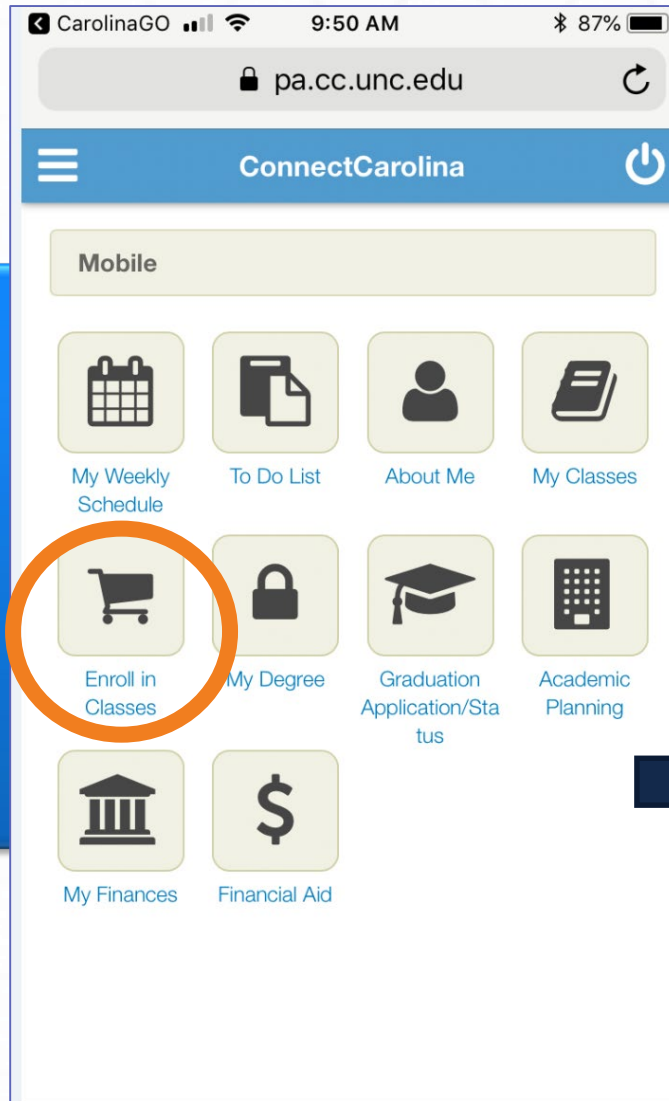 CarolinaGO 9:50 AM 87%
pa.cc.unc.edu
ConnectCarolina
Mobile
My Weekly
Schedule
To Do List
About Me
My Classes
Enroll in
Classes
My Degree
Graduation
Application/Sta
tus
Academic
Planning
My Finances
Financial Aid
$